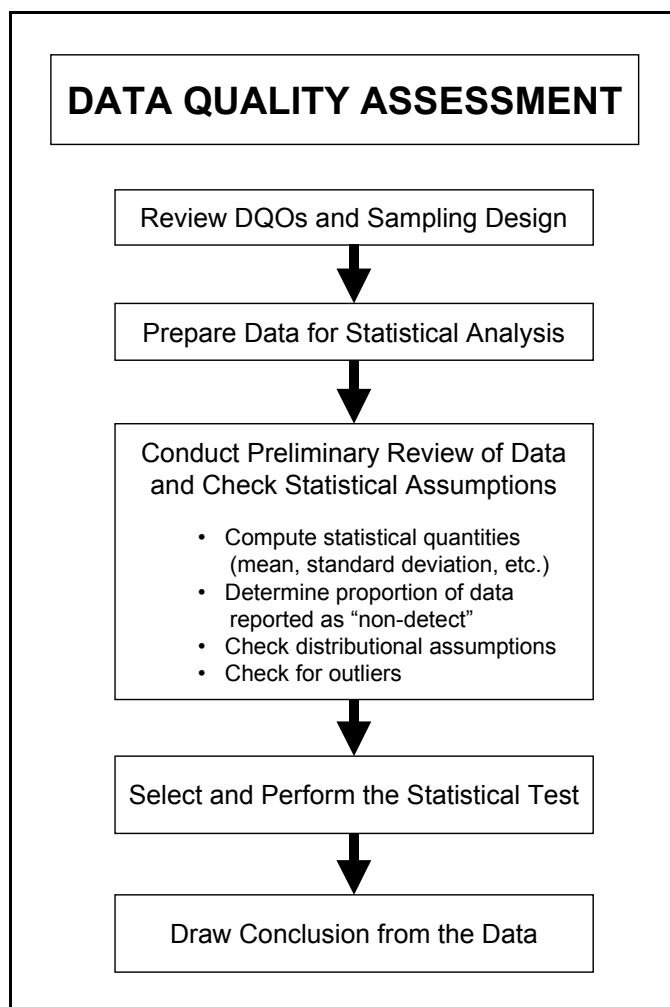 DATA QUALITY ASSESSMENT
Review DQOs and Sampling Design
Prepare Data for Statistical Analysis
Conduct Preliminary Review of Data
and Check Statistical Assumptions
• Compute statistical quantities
(mean, standard deviation, etc.)
• Determine proportion of data
reported as “non-detect”
• Check distributional assumptions
• Check for outliers
Select and Perform the Statistical Test
Draw Conclusion from the Data